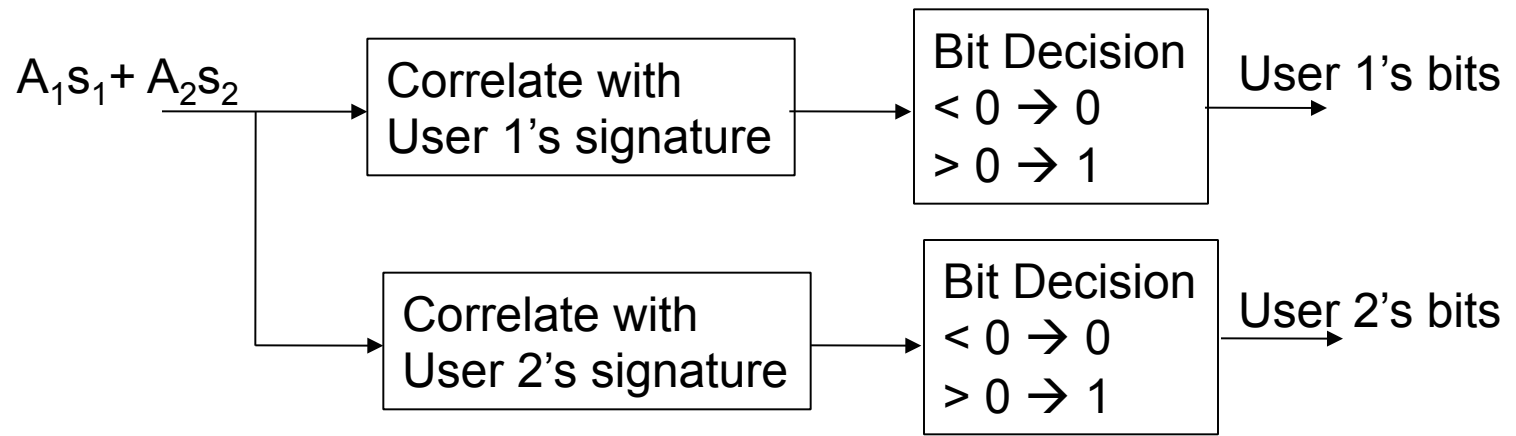 A₁s₁+ A₂s₂
Correlate with
User 1’s signature
Bit Decision
< 0 → 0
> 0 → 1
User 1’s bits
Correlate with
User 2’s signature
Bit Decision
< 0 → 0
> 0 → 1
User 2’s bits